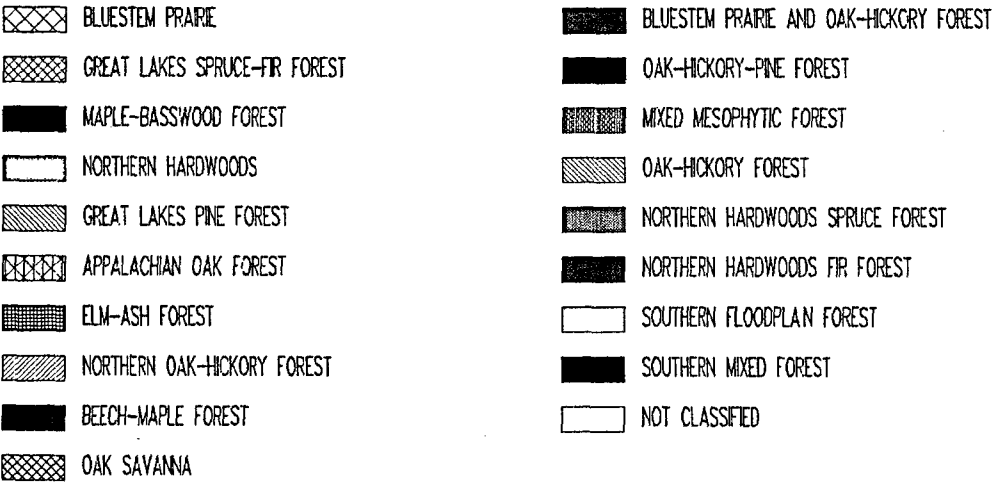 BLUESTEM PRAIRIE
GREAT LAKES SPRUCE-FIR FOREST
MAPLE-BASSWOOD FOREST
NORTHERN HARDWOODS
GREAT LAKES PINE FOREST
APPALACHIAN OAK FOREST
ELM-ASH FOREST
NORTHERN OAK-HICKORY FOREST
BEECH-MAPLE FOREST
OAK SAVANNA
BLUESTEM PRAIRIE AND OAK-HICKORY FOREST
OAK-HICKORY-PINE FOREST
MIXED MESOPHYTIC FOREST
OAK-HICKORY FOREST
NORTHERN HARDWOODS SPRUCE FOREST
NORTHERN HARDWOODS FIR FOREST
SOUTHERN FLOODPLAN FOREST
SOUTHERN MIXED FOREST
NOT CLASSIFIED